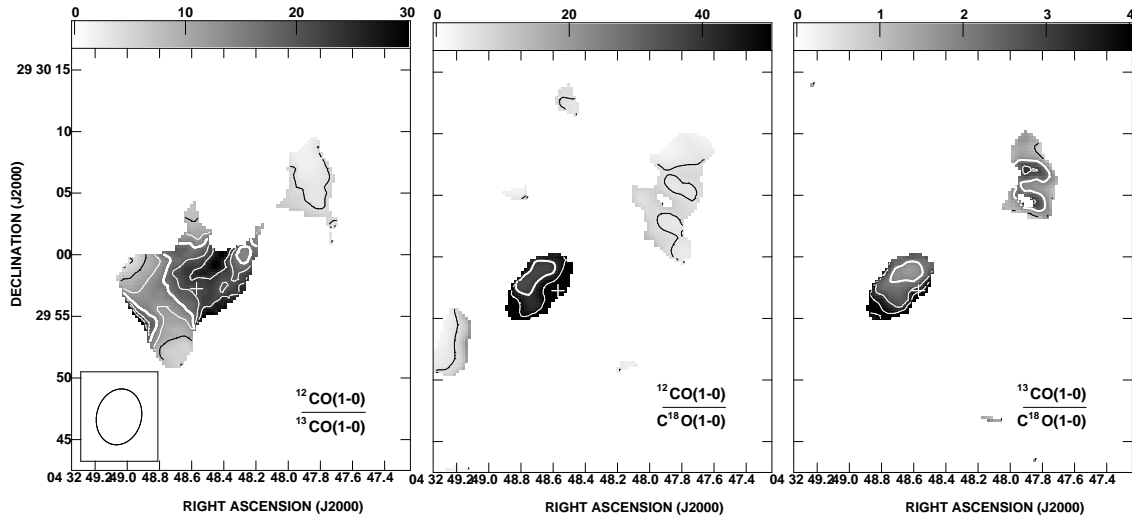 0 10 20 30
0 20 40
0 1 2 3 4
29 30 15
10
05
00
29 55
50
45
DECLINATION (J2000)
12CO(1-0)
13CO(1-0)
12CO(1-0)
C18O(1-0)
13CO(1-0)
C18O(1-0)
04 32 49.2 49.0 48.8 48.6 48.4 48.2 48.0 47.8 47.6 47.4
04 32 49.2 49.0 48.8 48.6 48.4 48.2 48.0 47.8 47.6 47.4
04 32 49.2 49.0 48.8 48.6 48.4 48.2 48.0 47.8 47.6 47.4
RIGHT ASCENSION (J2000)
RIGHT ASCENSION (J2000)
RIGHT ASCENSION (J2000)